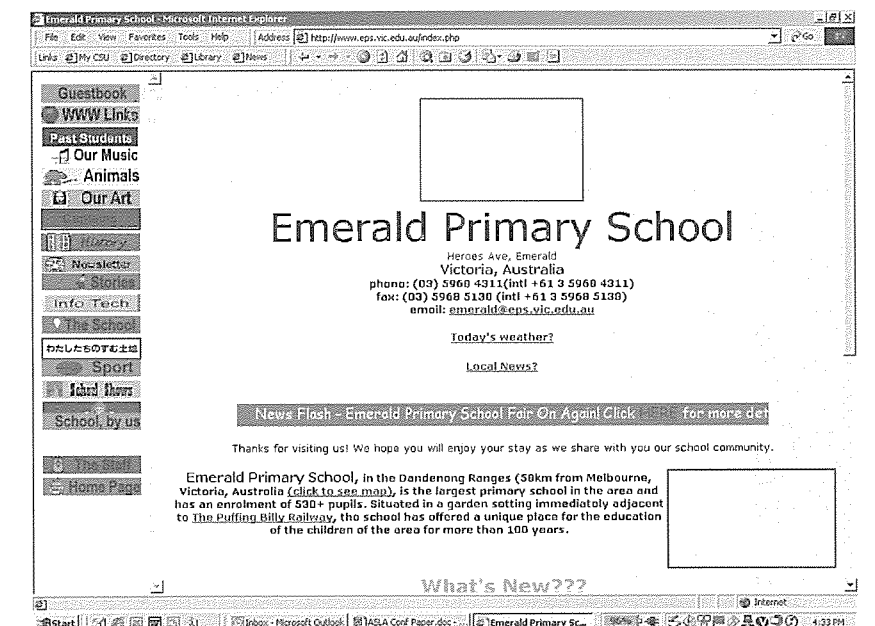 Emerald Primary School - Microsoft Internet Explorer
File Edit View Favorites Tools Help Address http://www.eps.vic.edu.au/index.php Go
Links My CSU Directory Library News
Guestbook
WWW Links
Past Students
Our Music
Animals
Our Art
History
Newsletter
Stories
Info Tech
The School
わたしたちのすむ土地
Sport
School Shows
School, by us
The Staff
Home Page
Emerald Primary School
Heroes Ave, Emerald
Victoria, Australia
phone: (03) 5968 4311(intl +61 3 5968 4311)
fax: (03) 5968 5130 (intl +61 3 5968 5130)
email: emerald@eps.vic.edu.au
Today's weather?
Local News?
News Flash - Emerald Primary School Fair On Again! Click HERE for more det
Thanks for visiting us! We hope you will enjoy your stay as we share with you our school community.
Emerald Primary School, in the Dandenong Ranges (50km from Melbourne,
Victoria, Australia (click to see map), is the largest primary school in the area and
has an enrolment of 530+ pupils. Situated in a garden setting immediately adjacent
to The Puffing Billy Railway, the school has offered a unique place for the education
of the children of the area for more than 100 years.
What's New???
Internet
Start Inbox - Microsoft Outlook ASLA Conf Paper.doc - ... Emerald Primary Sc... 96% 4:33 PM